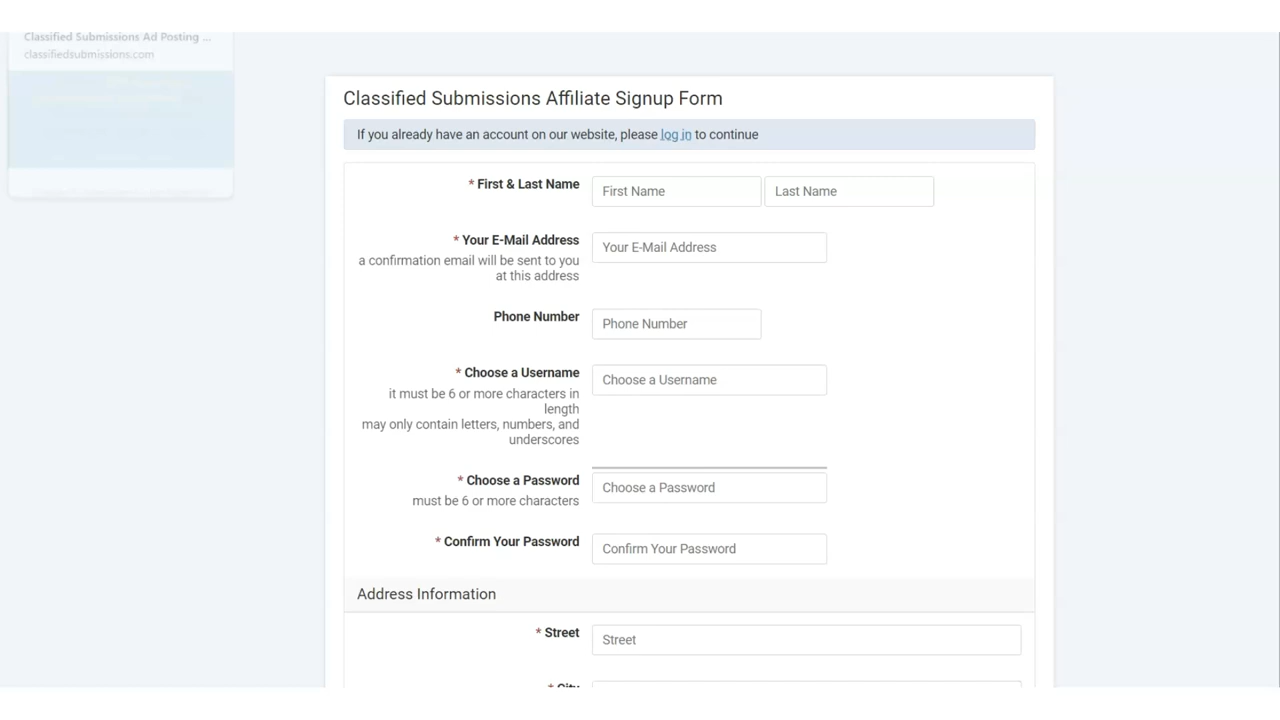 Classified Submissions Ad Posting ...
classifiedsubmissions.com
Classified Submissions Affiliate Signup Form
If you already have an account on our website, please log in to continue
* First & Last Name
First Name
Last Name
* Your E-Mail Address
Your E-Mail Address
a confirmation email will be sent to you
at this address
Phone Number
Phone Number
* Choose a Username
Choose a Username
it must be 6 or more characters in
length
may only contain letters, numbers, and
underscores
* Choose a Password
Choose a Password
must be 6 or more characters
* Confirm Your Password
Confirm Your Password
Address Information
* Street
Street
* City